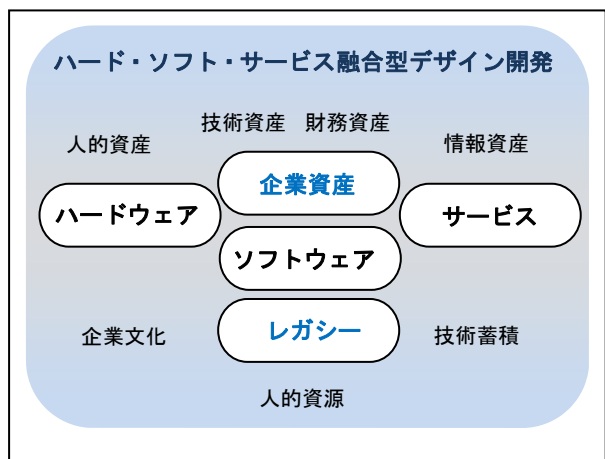 ハード・ソフト・サービス融合型デザイン開発
技術資産 財務資産
人的資産
情報資産
企業資産
ハードウェア
サービス
ソフトウェア
レガシー
企業文化
技術蓄積
人的資源